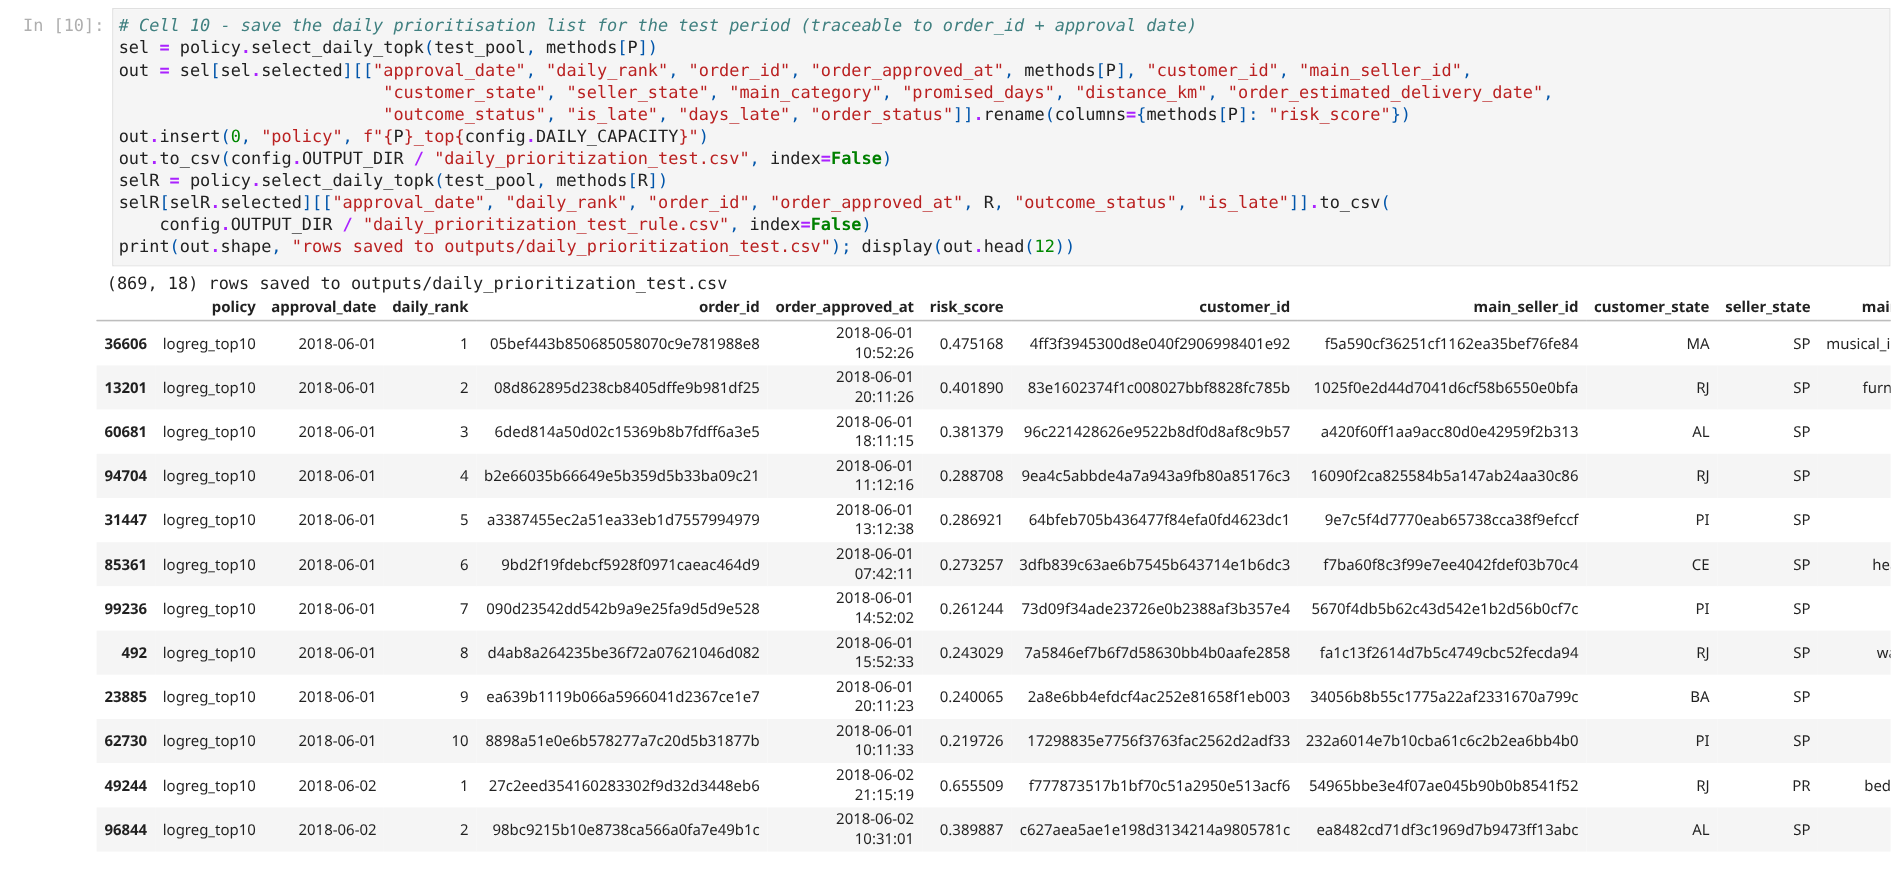 In [10]:
# Cell 10 - save the daily prioritisation list for the test period (traceable to order_id + approval date)
sel = policy.select_daily_topk(test_pool, methods[P])
out = sel[sel.selected][["approval_date", "daily_rank", "order_id", "order_approved_at", methods[P], "customer_id", "main_seller_id",
"customer_state", "seller_state", "main_category", "promised_days", "distance_km", "order_estimated_delivery_date",
"outcome_status", "is_late", "days_late", "order_status"]].rename(columns={methods[P]: "risk_score"})
out.insert(0, "policy", f"{P}_top{config.DAILY_CAPACITY}")
out.to_csv(config.OUTPUT_DIR / "daily_prioritization_test.csv", index=False)
selR = policy.select_daily_topk(test_pool, methods[R])
selR[selR.selected][["approval_date", "daily_rank", "order_id", "order_approved_at", R, "outcome_status", "is_late"]].to_csv(
config.OUTPUT_DIR / "daily_prioritization_test_rule.csv", index=False)
print(out.shape, "rows saved to outputs/daily_prioritization_test.csv"); display(out.head(12))
(869, 18) rows saved to outputs/daily_prioritization_test.csv
policy approval_date daily_rank order_id order_approved_at risk_score customer_id main_seller_id customer_state seller_state mai
36606 logreg_top10 2018-06-01 1 05bef443b850685058070c9e781988e8 2018-06-01 10:52:26 0.475168 4ff3f3945300d8e040f2906998401e92 f5a590cf36251cf1162ea35bef76fe84 MA SP musical_i
13201 logreg_top10 2018-06-01 2 08d862895d238cb8405dffe9b981df25 2018-06-01 20:11:26 0.401890 83e1602374f1c008027bbf8828fc785b 1025f0e2d44d7041d6cf58b6550e0bfa RJ SP furn
60681 logreg_top10 2018-06-01 3 6ded814a50d02c15369b8b7fdff6a3e5 2018-06-01 18:11:15 0.381379 96c221428626e9522b8df0d8af8c9b57 a420f60ff1aa9acc80d0e42959f2b313 AL SP
94704 logreg_top10 2018-06-01 4 b2e66035b66649e5b359d5b33ba09c21 2018-06-01 11:12:16 0.288708 9ea4c5abbde4a7a943a9fb80a85176c3 16090f2ca825584b5a147ab24aa30c86 RJ SP
31447 logreg_top10 2018-06-01 5 a3387455ec2a51ea33eb1d7557994979 2018-06-01 13:12:38 0.286921 64bfeb705b436477f84efa0fd4623dc1 9e7c5f4d7770eab65738cca38f9efccf PI SP
85361 logreg_top10 2018-06-01 6 9bd2f19fdebcf5928f0971caeac464d9 2018-06-01 07:42:11 0.273257 3dfb839c63ae6b7545b643714e1b6dc3 f7ba60f8c3f99e7ee4042fdef03b70c4 CE SP hea
99236 logreg_top10 2018-06-01 7 090d23542dd542b9a9e25fa9d5d9e528 2018-06-01 14:52:02 0.261244 73d09f34ade23726e0b2388af3b357e4 5670f4db5b62c43d542e1b2d56b0cf7c PI SP
492 logreg_top10 2018-06-01 8 d4ab8a264235be36f72a07621046d082 2018-06-01 15:52:33 0.243029 7a5846ef7b6f7d58630bb4b0aafe2858 fa1c13f2614d7b5c4749cbc52fecda94 RJ SP wa
23885 logreg_top10 2018-06-01 9 ea639b1119b066a5966041d2367ce1e7 2018-06-01 20:11:23 0.240065 2a8e6bb4efdcf4ac252e81658f1eb003 34056b8b55c1775a22af2331670a799c BA SP
62730 logreg_top10 2018-06-01 10 8898a51e0e6b578277a7c20d5b31877b 2018-06-01 10:11:33 0.219726 17298835e7756f3763fac2562d2adf33 232a6014e7b10cba61c6c2b2ea6bb4b0 PI SP
49244 logreg_top10 2018-06-02 1 27c2eed354160283302f9d32d3448eb6 2018-06-02 21:15:19 0.655509 f777873517b1bf70c51a2950e513acf6 54965bbe3e4f07ae045b90b0b8541f52 RJ PR bed
96844 logreg_top10 2018-06-02 2 98bc9215b10e8738ca566a0fa7e49b1c 2018-06-02 10:31:01 0.389887 c627aea5ae1e198d3134214a9805781c ea8482cd71df3c1969d7b9473ff13abc AL SP